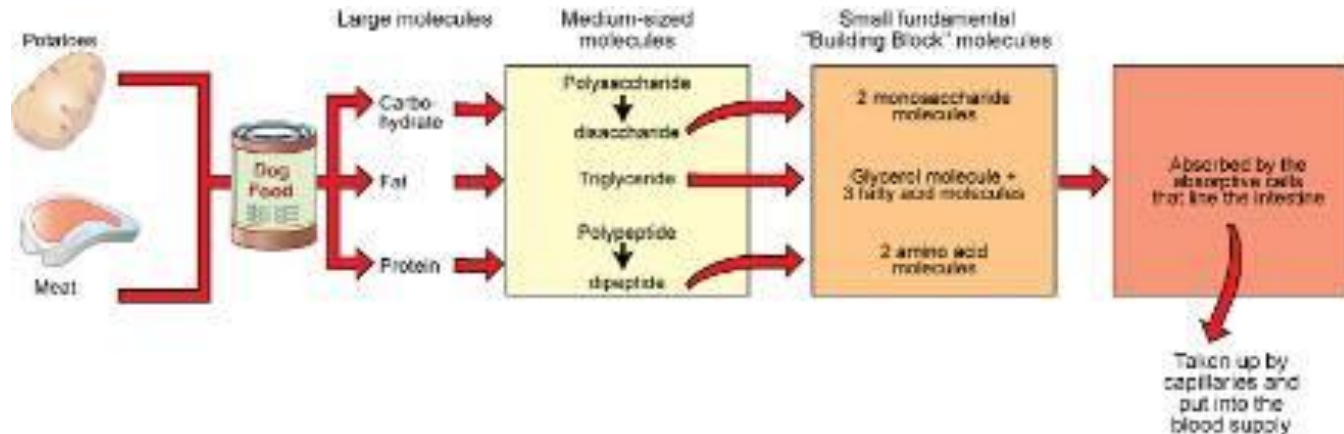 Potatoes
Meat
Dog
Food
Large molecules
Carbo-
hydrate
Fat
Protein
Medium-sized
molecules
Polysaccharide
disaccharide
Triglyceride
Polypeptide
dipeptide
Small fundamental
"Building Block" molecules
2 monosaccharide
molecules
Glycerol molecule +
3 fatty acid molecules
2 amino acid
molecules
Absorbed by the
absorptive cells
that line the intestine
Taken up by
capillaries and
put into the
blood supply